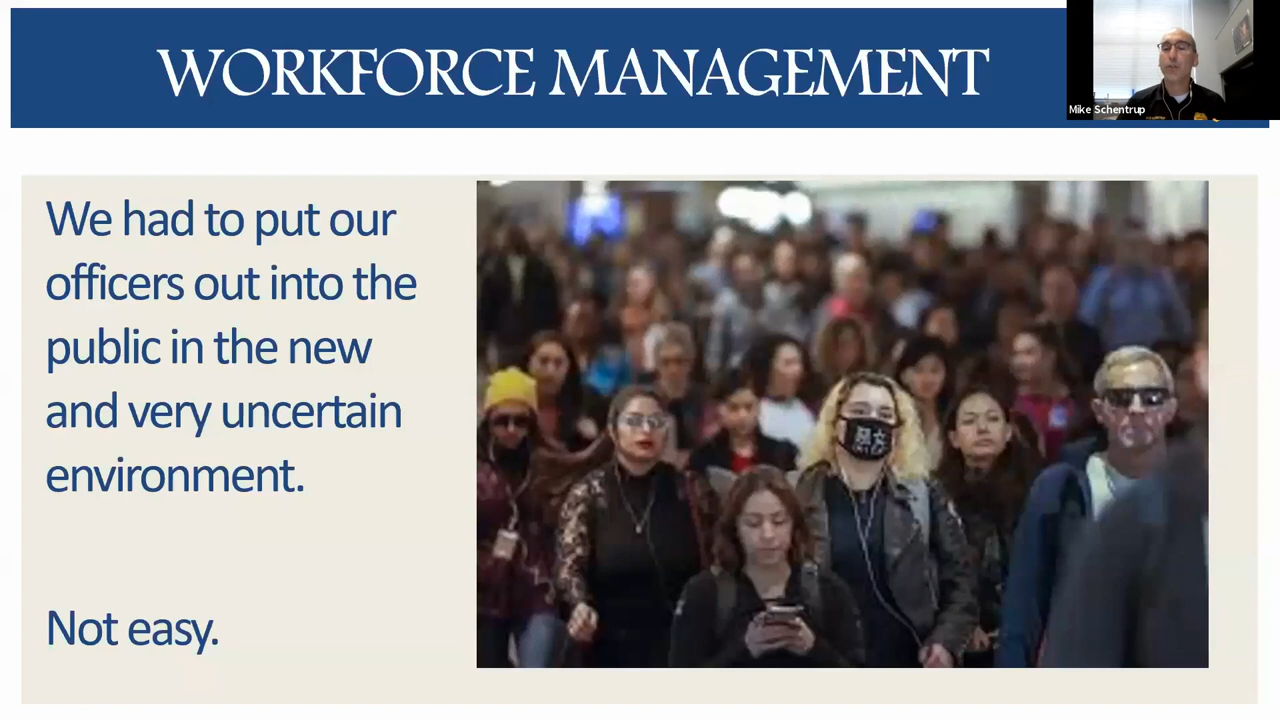 WORKFORCE MANAGEMENT
Mike Schentrup
We had to put our
officers out into the
public in the new
and very uncertain
environment.
Not easy.